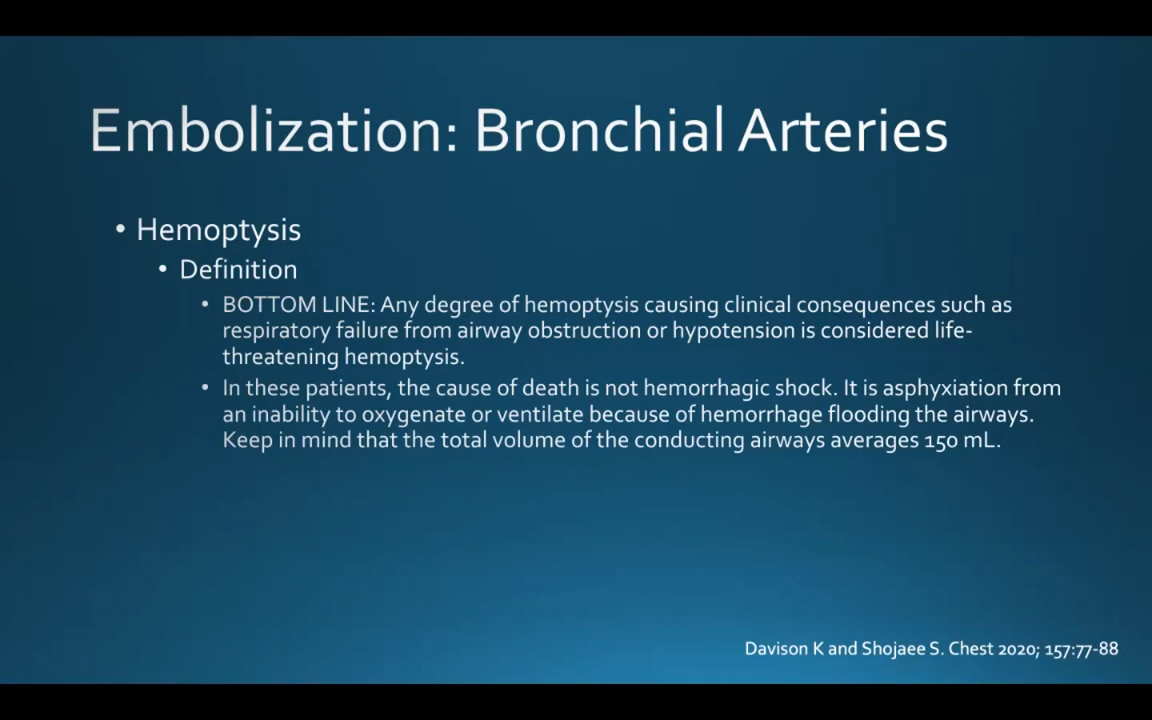 Embolization: Bronchial Arteries
• Hemoptysis
• Definition
• BOTTOM LINE: Any degree of hemoptysis causing clinical consequences such as
respiratory failure from airway obstruction or hypotension is considered life-
threatening hemoptysis.
• In these patients, the cause of death is not hemorrhagic shock. It is asphyxiation from
an inability to oxygenate or ventilate because of hemorrhage flooding the airways.
Keep in mind that the total volume of the conducting airways averages 150 mL.
Davison K and Shojaee S. Chest 2020; 157:77-88